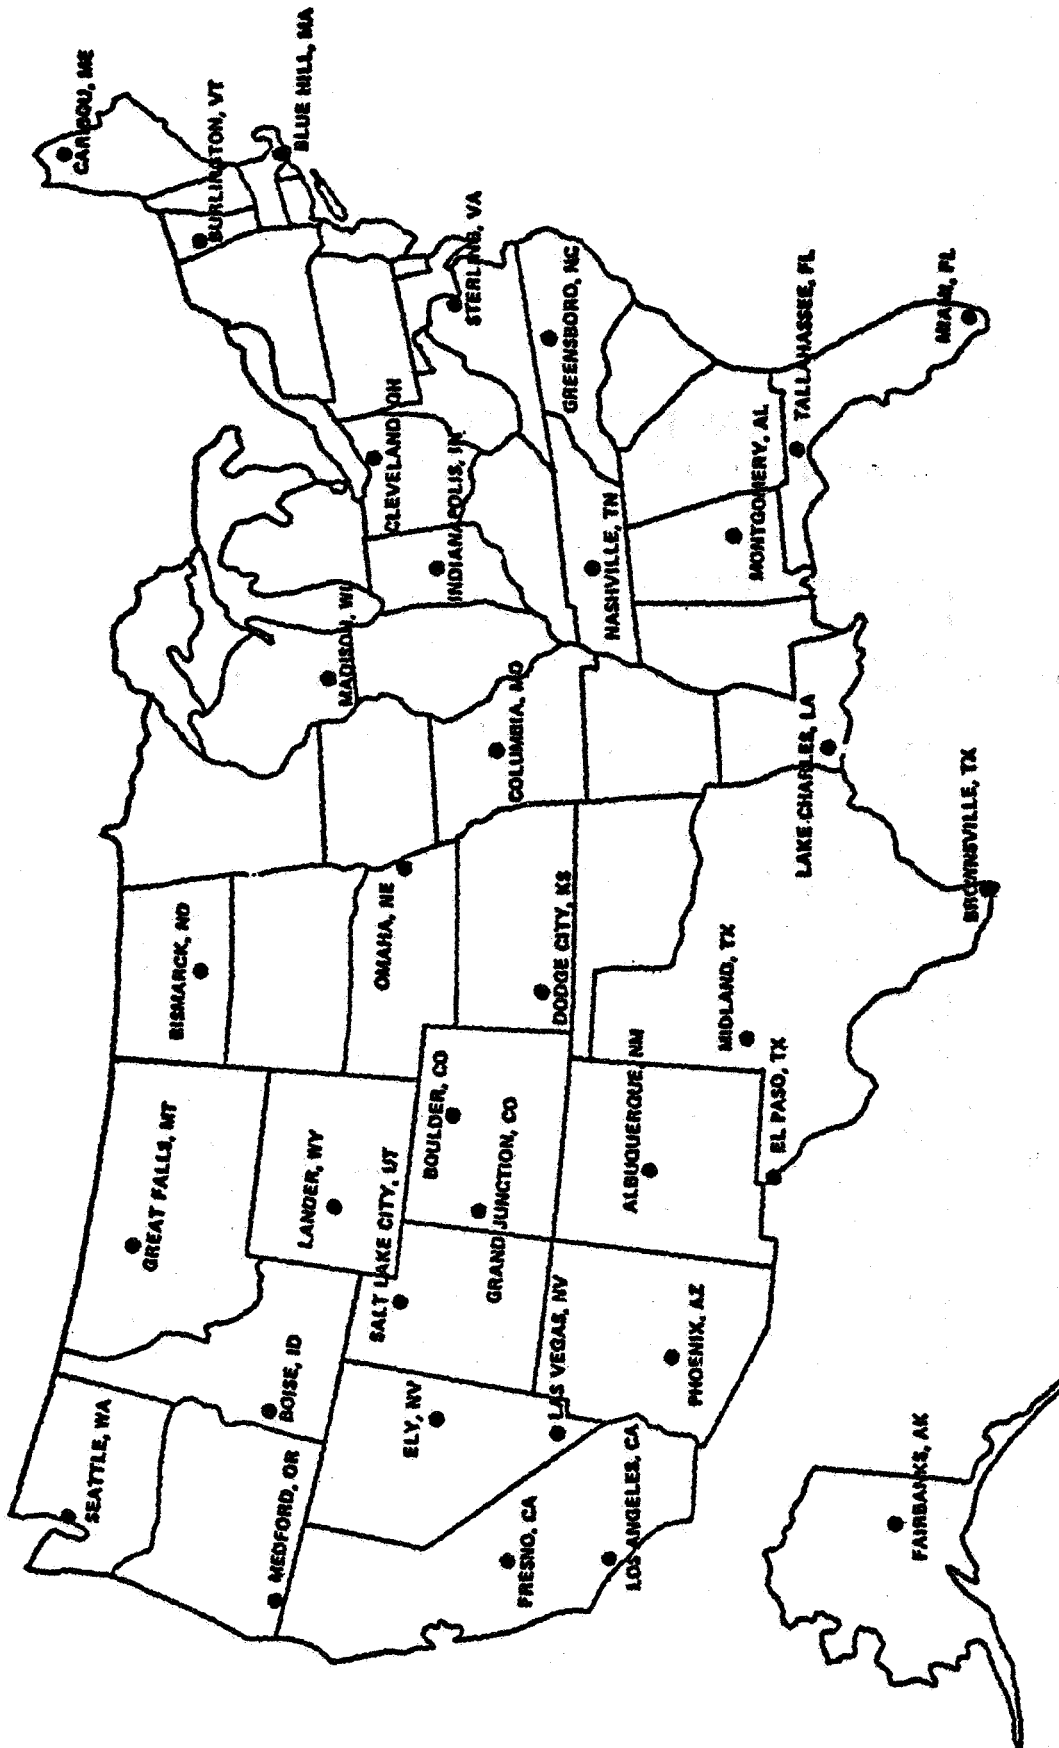 CARIBOU, ME
BURLINGTON, VT
BLUE HILL, MA
STERLING, VA
GREENSBORO, NC
CLEVELAND OH
INDIANAPOLIS, IN
NASHVILLE, TN
MONTGOMERY, AL
TALLAHASSEE, FL
MIAMI, FL
MADISON, WI
COLUMBIA, MO
LAKE CHARLES, LA
BROWNSVILLE, TX
OMAHA, NE
DODGE CITY, KS
BISMARCK, ND
MIDLAND, TX
EL PASO, TX
ALBUQUERQUE, NM
BOULDER, CO
GRAND JUNCTION, CO
GREAT FALLS, MT
LANDER, WY
SALT LAKE CITY, UT
PHOENIX, AZ
LAS VEGAS, NV
ELY, NV
BOISE, ID
SEATTLE, WA
MEDFORD, OR
FRESNO, CA
LOS ANGELES, CA
FAIRBANKS, AK